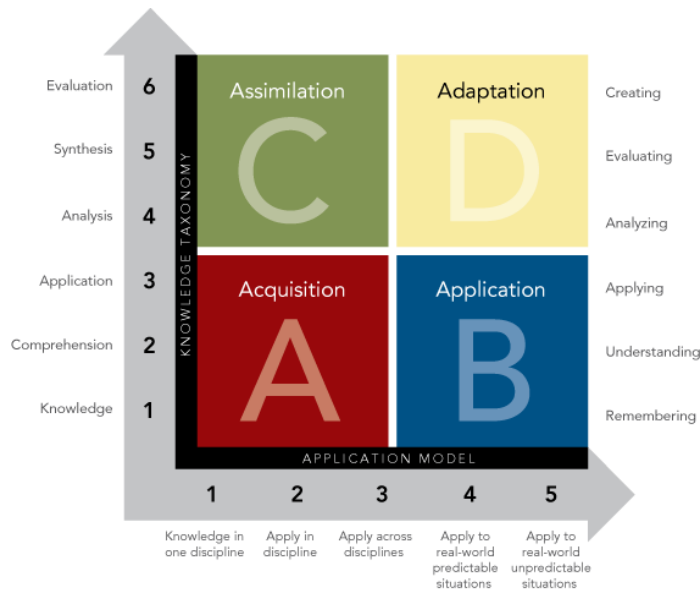 Evaluation 6 Assimilation Adaptation Creating
C D
Synthesis 5 Evaluating
Analysis 4 Analyzing
KNOWLEDGE TAXONOMY
Application 3 Acquisition Application Applying
A B
Comprehension 2 Understanding
Knowledge 1 Remembering
APPLICATION MODEL
1 2 3 4 5
Knowledge in
one discipline
Apply in
discipline
Apply across
disciplines
Apply to
real-world
predictable
situations
Apply to
real-world
unpredictable
situations